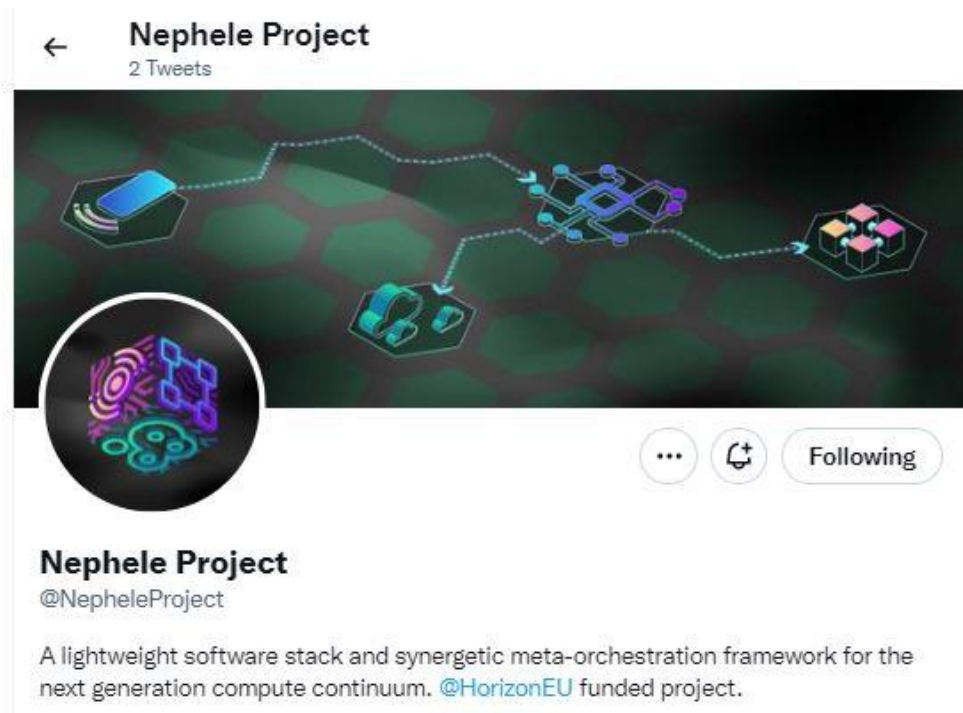 Nephele Project
2 Tweets
Following
Nephele Project
@NepheleProject
A lightweight software stack and synergetic meta-orchestration framework for the
next generation compute continuum. @HorizonEU funded project.